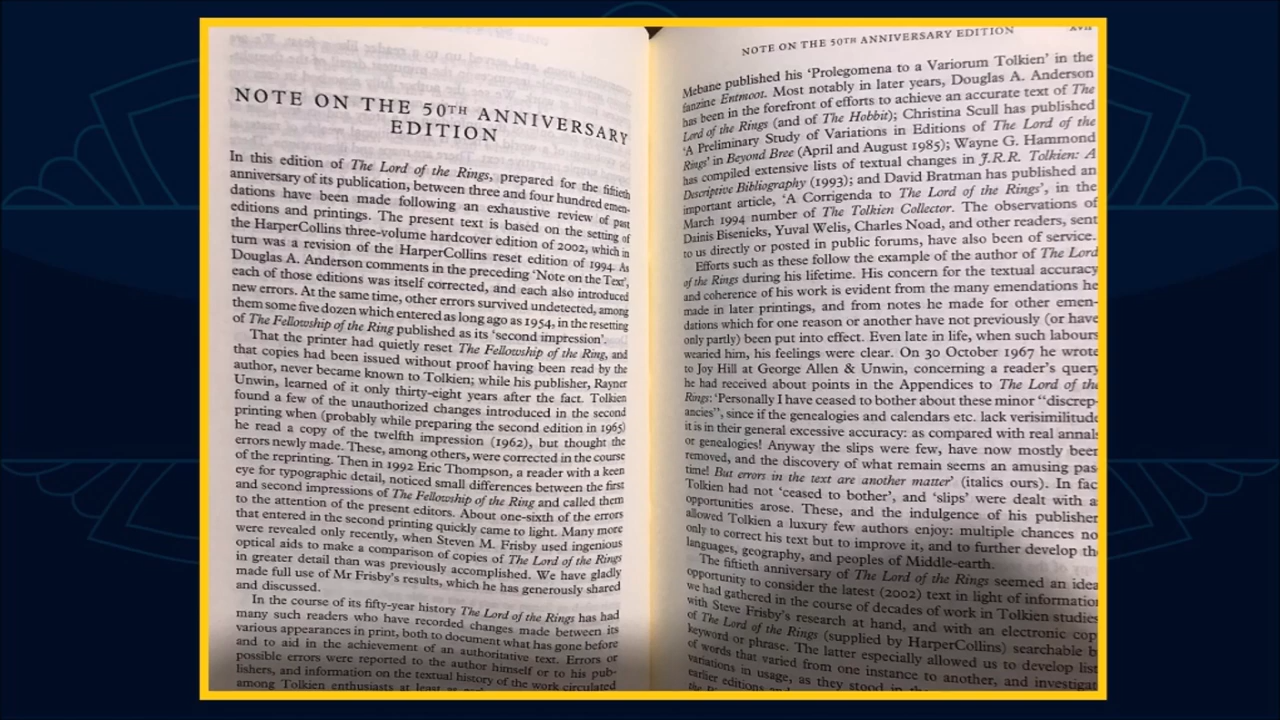 NOTE ON THE 50TH ANNIVERSARY
EDITION
In this edition of The Lord of the Rings, prepared for the fiftieth
anniversary of its publication, between three and four hundred emen-
dations have been made following an exhaustive review of past
editions and printings. The present text is based on the setting of
the HarperCollins three-volume hardcover edition of 2002, which in
turn was a revision of the HarperCollins reset edition of 1994. As
Douglas A. Anderson comments in the preceding ‘Note on the Text’,
each of those editions was itself corrected, and each also introduced
new errors. At the same time, other errors survived undetected, among
them some five dozen which entered as long ago as 1954, in the resetting
of The Fellowship of the Ring published as its ‘second impression’.
That the printer had quietly reset The Fellowship of the Ring, and
that copies had been issued without proof having been read by the
author, never became known to Tolkien; while his publisher, Rayner
Unwin, learned of it only thirty-eight years after the fact. Tolkien
found a few of the unauthorized changes introduced in the second
printing when (probably while preparing the second edition in 1965)
he read a copy of the twelfth impression (1962), but thought the
errors newly made. These, among others, were corrected in the course
of the reprinting. Then in 1992 Eric Thompson, a reader with a keen
eye for typographic detail, noticed small differences between the first
and second impressions of The Fellowship of the Ring and called them
to the attention of the present editors. About one-sixth of the errors
that entered in the second printing quickly came to light. Many more
were revealed only recently, when Steven M. Frisby used ingenious
optical aids to make a comparison of copies of The Lord of the Rings
in greater detail than was previously accomplished. We have gladly
made full use of Mr Frisby’s results, which he has generously shared
and discussed.
In the course of its fifty-year history The Lord of the Rings has had
many such readers who have recorded changes made between its
various appearances in print, both to document what has gone before
and to aid in the achievement of an authoritative text. Errors or
possible errors were reported to the author himself or to his pub-
lishers, and information on the textual history of the work circulated
among Tolkien enthusiasts at least as
NOTE ON THE 50TH ANNIVERSARY EDITION
Mebane published his ‘Prolegomena to a Variorum Tolkien’ in the
fanzine Entmoot. Most notably in later years, Douglas A. Anderson
has been in the forefront of efforts to achieve an accurate text of The
Lord of the Rings (and of The Hobbit); Christina Scull has published
‘A Preliminary Study of Variations in Editions of The Lord of the
Rings’ in Beyond Bree (April and August 1985); Wayne G. Hammond
has compiled extensive lists of textual changes in J.R.R. Tolkien: A
Descriptive Bibliography (1993); and David Bratman has published an
important article, ‘A Corrigenda to The Lord of the Rings’, in the
March 1994 number of The Tolkien Collector. The observations of
Dainis Bisenieks, Yuval Welis, Charles Noad, and other readers, sent
to us directly or posted in public forums, have also been of service.
Efforts such as these follow the example of the author of The Lord
of the Rings during his lifetime. His concern for the textual accuracy
and coherence of his work is evident from the many emendations he
made in later printings, and from notes he made for other emen-
dations which for one reason or another have not previously (or have
only partly) been put into effect. Even late in life, when such labours
wearied him, his feelings were clear. On 30 October 1967 he wrote
to Joy Hill at George Allen & Unwin, concerning a reader’s query
he had received about points in the Appendices to The Lord of the
Rings: ‘Personally I have ceased to bother about these minor “discrep-
ancies”, since if the genealogies and calendars etc. lack verisimilitude
it is in their general excessive accuracy: as compared with real annals
or genealogies! Anyway the slips were few, have now mostly been
removed, and the discovery of what remain seems an amusing pas
time! But errors in the text are another matter’ (italics ours). In fac
Tolkien had not ‘ceased to bother’, and ‘slips’ were dealt with a
opportunities arose. These, and the indulgence of his publisher
allowed Tolkien a luxury few authors enjoy: multiple chances no
only to correct his text but to improve it, and to further develop th
languages, geography, and peoples of Middle-earth.
The fiftieth anniversary of The Lord of the Rings seemed an idea
opportunity to consider the latest (2002) text in light of informatio
we had gathered in the course of decades of work in Tolkien studies
with Steve Frisby’s research at hand, and with an electronic cop
of The Lord of the Rings (supplied by HarperCollins) searchable b
keyword or phrase. The latter especially allowed us to develop list
of words that varied from one instance to another, and investigat
variations in usage, as they stood in the
earlier editions and